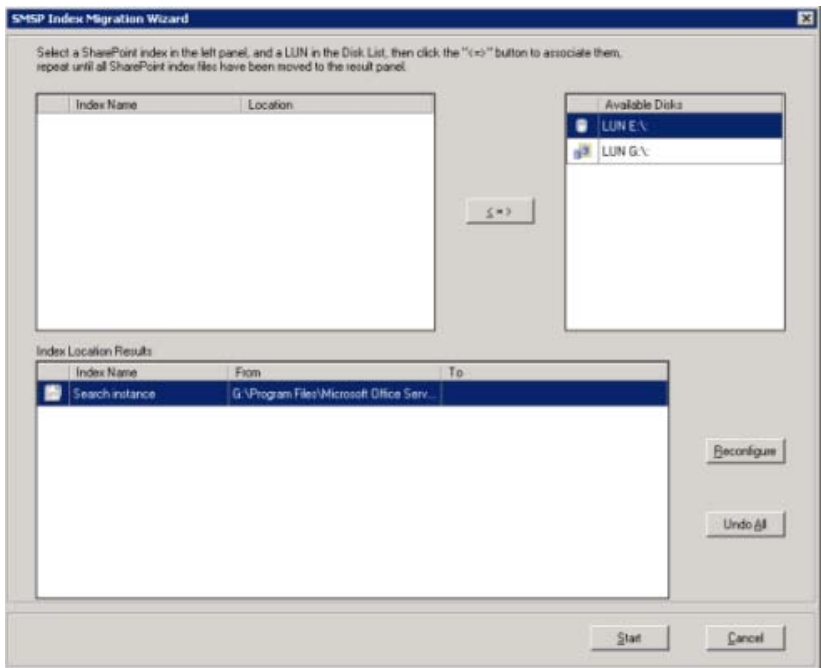 SMSP Index Migration Wizard
Select a SharePoint index in the left panel, and a LUN in the Disk List, then click the "<=>" button to associate them,
repeat until all SharePoint index files have been moved to the result panel.
Index Name Location
Available Disks
LUN E:\:
LUN G:\:
< = >
Index Location Results
Index Name From To
Search instance G:\Program Files\Microsoft Office Serv...
Reconfigure
Undo All
Start Cancel